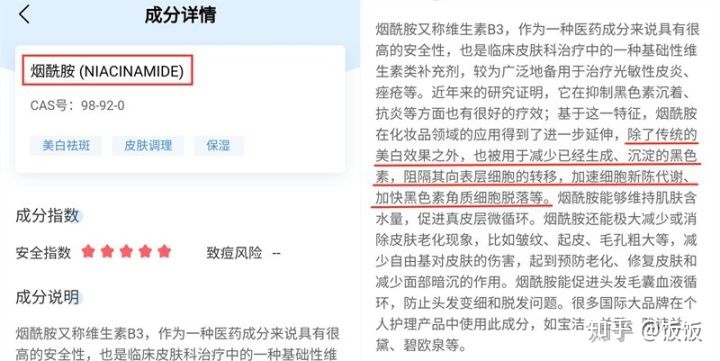 成分详情
烟酰胺 (NIACINAMIDE)
CAS号：98-92-0
美白祛斑 皮肤调理 保湿
成分指数
安全指数 致痘风险 --
成分说明
烟酰胺又称维生素B3，作为一种医药成分来说具有很
高的安全性，也是临床皮肤科治疗中的一种基础性维
烟酰胺又称维生素B3，作为一种医药成分来说具有
很高的安全性，也是临床皮肤科治疗中的一种基础性维
生素类补充剂，较为广泛地备用于治疗光敏性皮炎、
痤疮等。近年来的研究证明，它在抑制黑色素沉着、
抗炎等方面也有很好的疗效；基于这一特征，烟酰胺
在化妆品领域的应用得到了进一步延伸，除了传统的
美白效果之外，也被用于减少已经生成、沉淀的黑色
素，阻隔其向表层细胞的转移，加速细胞新陈代谢、
加快黑色素角质细胞脱落等。烟酰胺能够维持肌肤含
水量，促进真皮层微循环。烟酰胺还能极大减少或消
除皮肤老化现象，比如皱纹、起皮、毛孔粗大等，减
少自由基对皮肤的伤害，起到预防老化、修复皮肤和
减少面部暗沉的作用。烟酰胺能促进头发毛囊血液循
环，防止头发变细和脱发问题。很多国际大品牌在个
人护理产品中使用此成分，如宝洁、
黛、碧欧泉等。
知乎 @饭饭